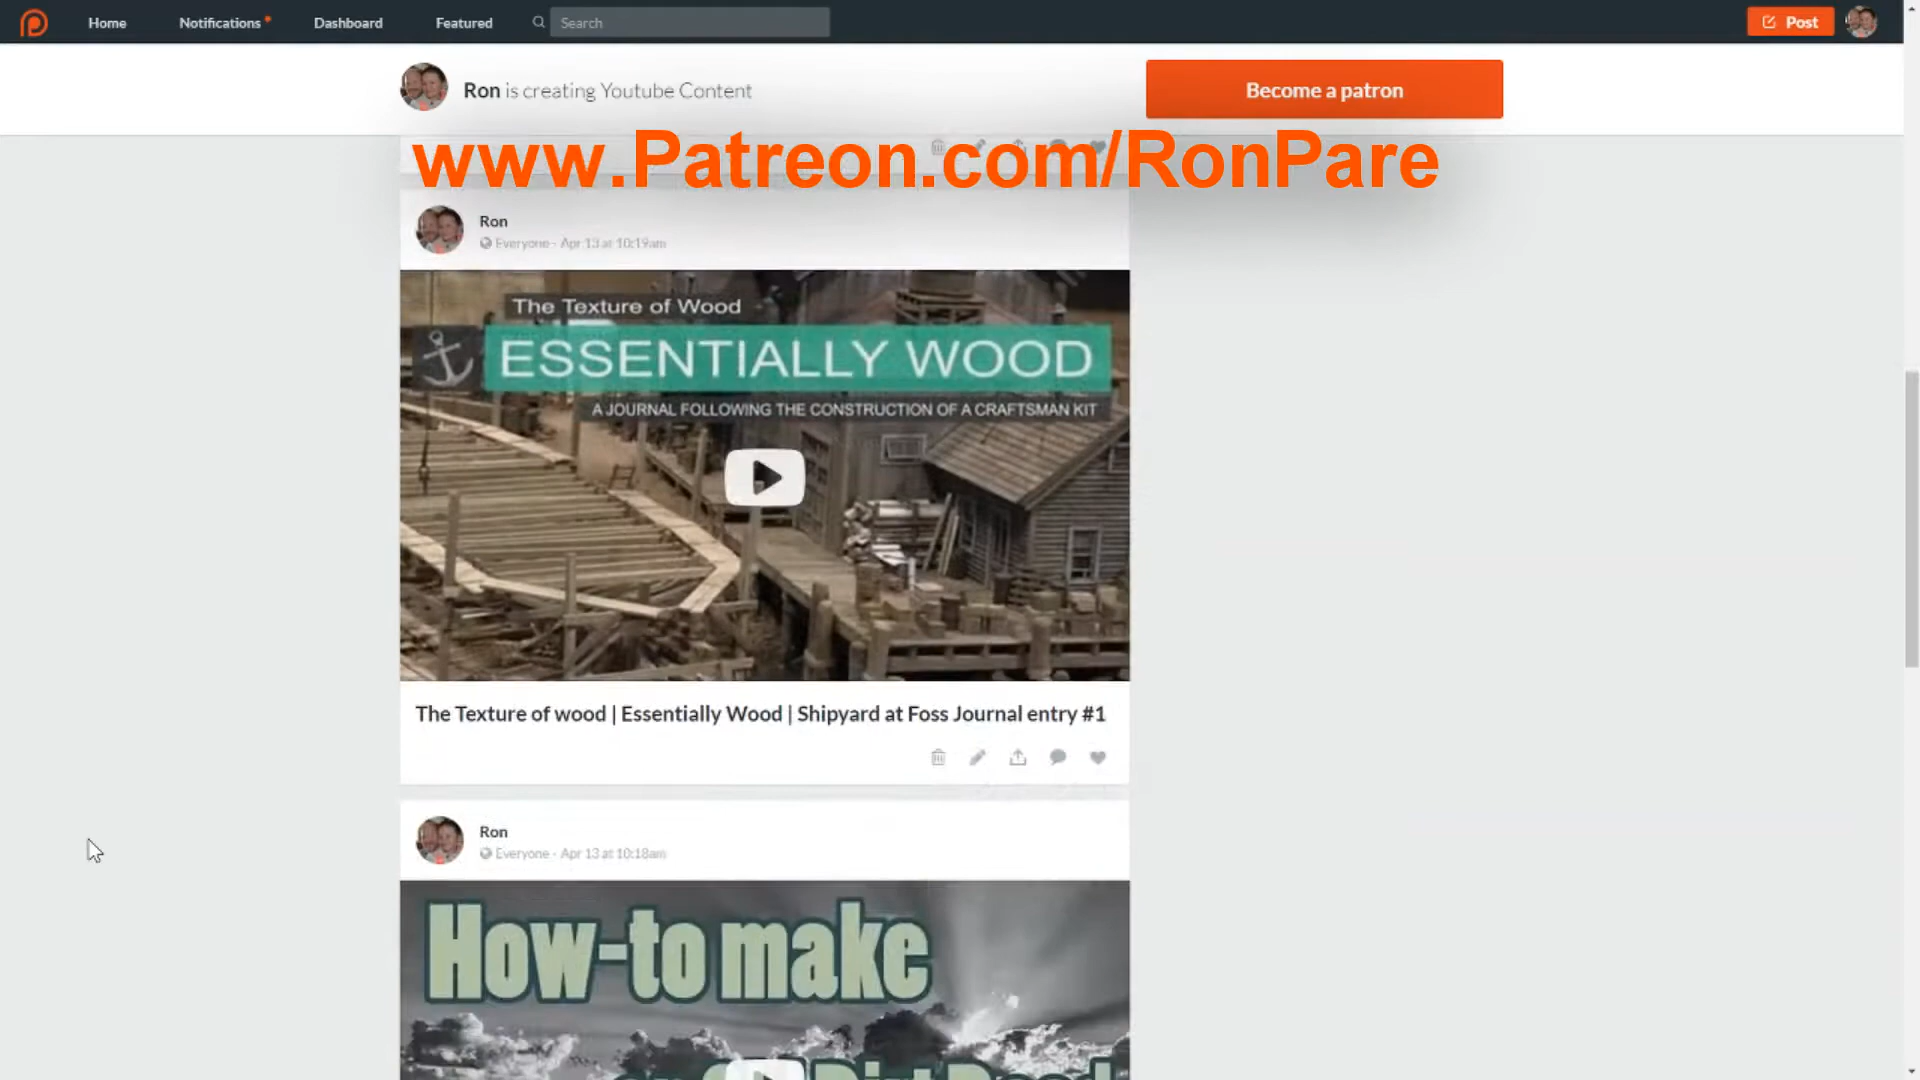 Home Notifications Dashboard Featured Search Post
Ron is creating Youtube Content
Become a patron
www.Patreon.com/RonPare
Ron
Everyone - Apr 13 at 10:19am
The Texture of Wood
ESSENTIALLY WOOD
A JOURNAL FOLLOWING THE CONSTRUCTION OF A CRAFTSMAN KIT
The Texture of wood | Essentially Wood | Shipyard at Foss Journal entry #1
Ron
Everyone - Apr 13 at 10:18am
How-to make